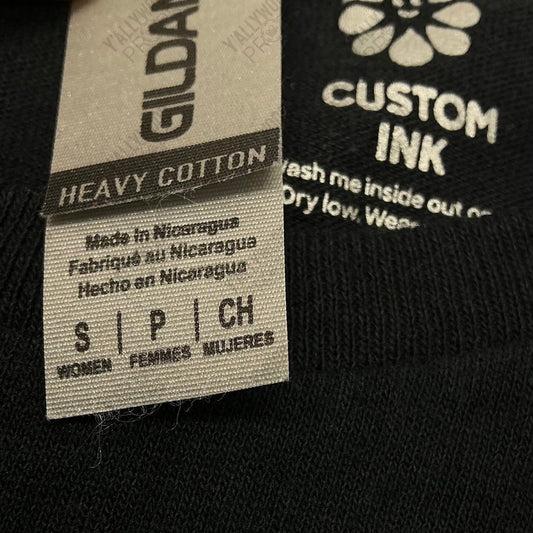 GILDAN
HEAVY COTTON
Made in Nicaragua
Fabriqué au Nicaragua
Hecho en Nicaragua
S | P | CH
WOMEN FEMMES MUJERES
CUSTOM
INK
wash me inside out on
Dry low. Wear